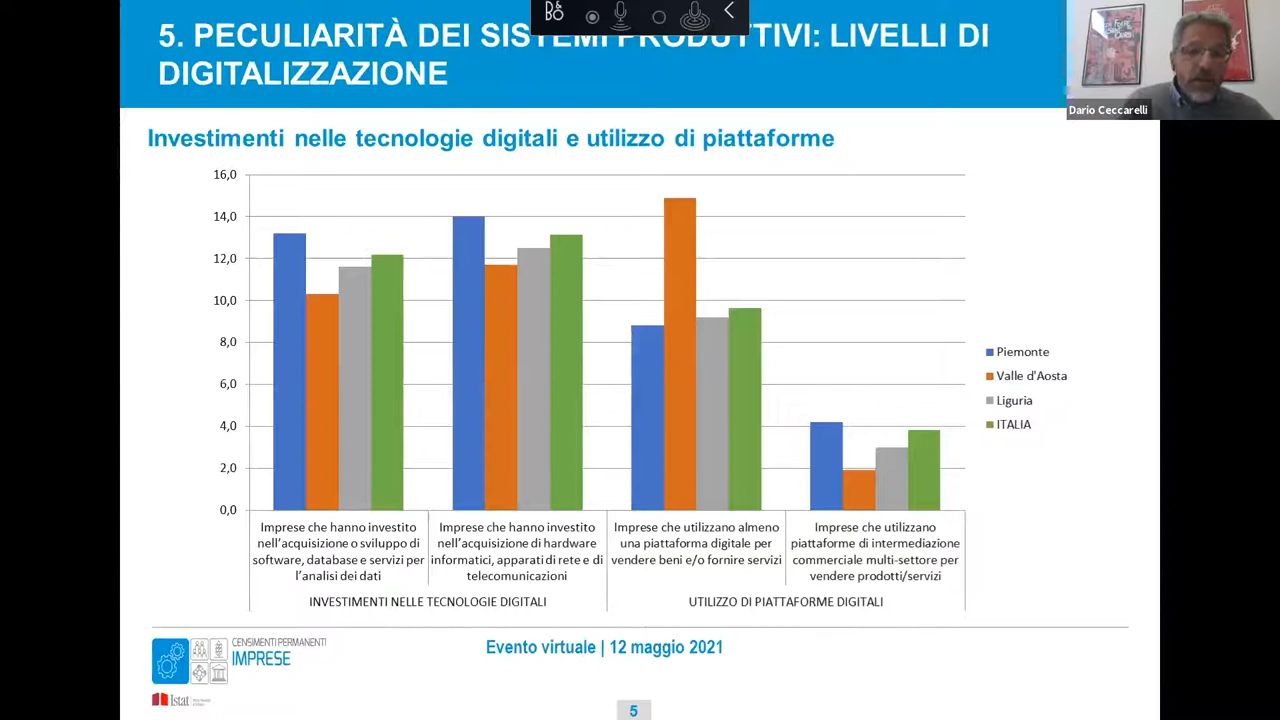 5. PECULIARITÀ DEI SISTEMI PRODUTTIVI: LIVELLI DI
DIGITALIZZAZIONE
Dario Ceccarelli
Investimenti nelle tecnologie digitali e utilizzo di piattaforme
16,0
14,0
12,0
10,0
8,0
6,0
4,0
2,0
0,0
Piemonte
Valle d'Aosta
Liguria
ITALIA
Imprese che hanno investito
nell'acquisizione o sviluppo di
software, database e servizi per
l'analisi dei dati
Imprese che hanno investito
nell'acquisizione di hardware
informatici, apparati di rete e di
telecomunicazioni
Imprese che utilizzano almeno
una piattaforma digitale per
vendere beni e/o fornire servizi
Imprese che utilizzano
piattaforme di intermediazione
commerciale multi-settore per
vendere prodotti/servizi
INVESTIMENTI NELLE TECNOLOGIE DIGITALI
UTILIZZO DI PIATTAFORME DIGITALI
CENSIMENTI PERMANENTI
IMPRESE
Evento virtuale | 12 maggio 2021
Istat
5